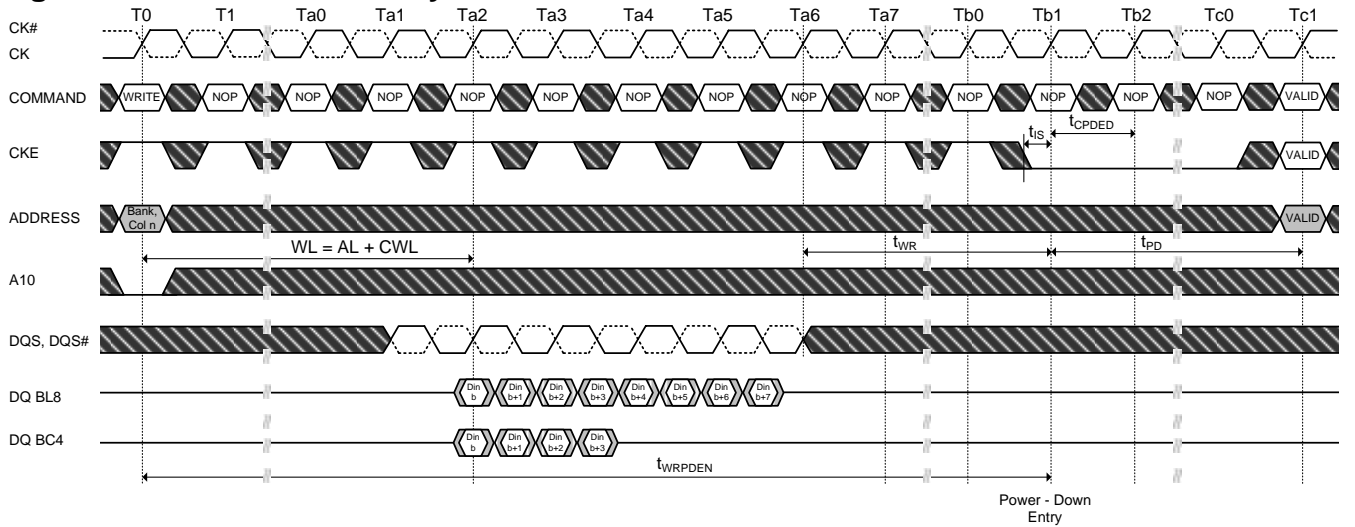 T0 T1 Ta0 Ta1 Ta2 Ta3 Ta4 Ta5 Ta6 Ta7 Tb0 Tb1 Tb2 Tc0 Tc1
CK#
CK
COMMAND WRITE NOP NOP NOP NOP NOP NOP NOP NOP NOP NOP NOP NOP NOP VALID
tIS tCPDED
CKE VALID
ADDRESS Bank, Col n VALID
WL = AL + CWL tWR tPD
A10
DQS, DQS#
DQ BL8 Din b Din b+1 Din b+2 Din b+3 Din b+4 Din b+5 Din b+6 Din b+7
DQ BC4 Din b Din b+1 Din b+2 Din b+3
tWRPDEN
Power - Down
Entry